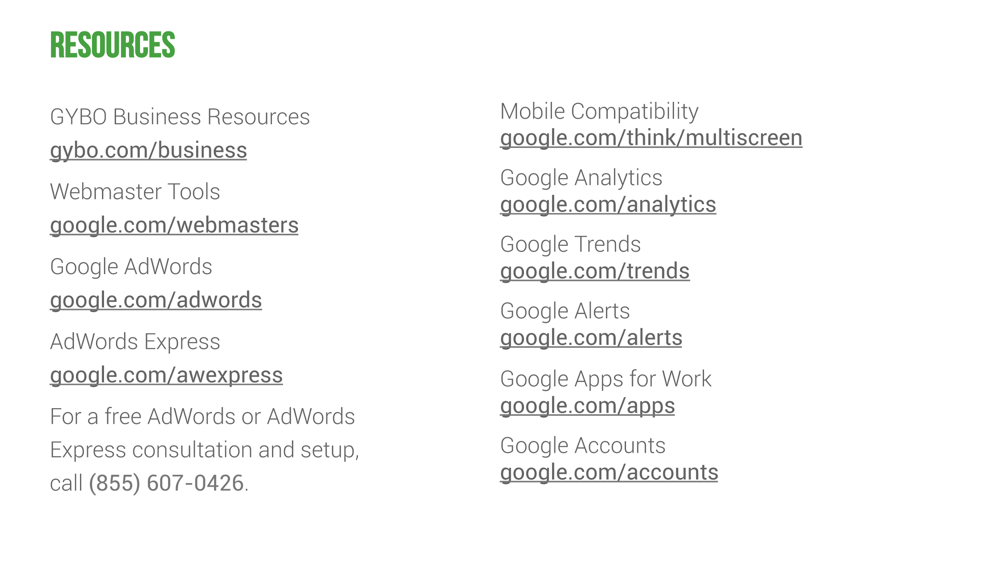 RESOURCES
GYBO Business Resources
gybo.com/business
Webmaster Tools
google.com/webmasters
Google AdWords
google.com/adwords
AdWords Express
google.com/awexpress
For a free AdWords or AdWords
Express consultation and setup,
call (855) 607-0426.
Mobile Compatibility
google.com/think/multiscreen
Google Analytics
google.com/analytics
Google Trends
google.com/trends
Google Alerts
google.com/alerts
Google Apps for Work
google.com/apps
Google Accounts
google.com/accounts